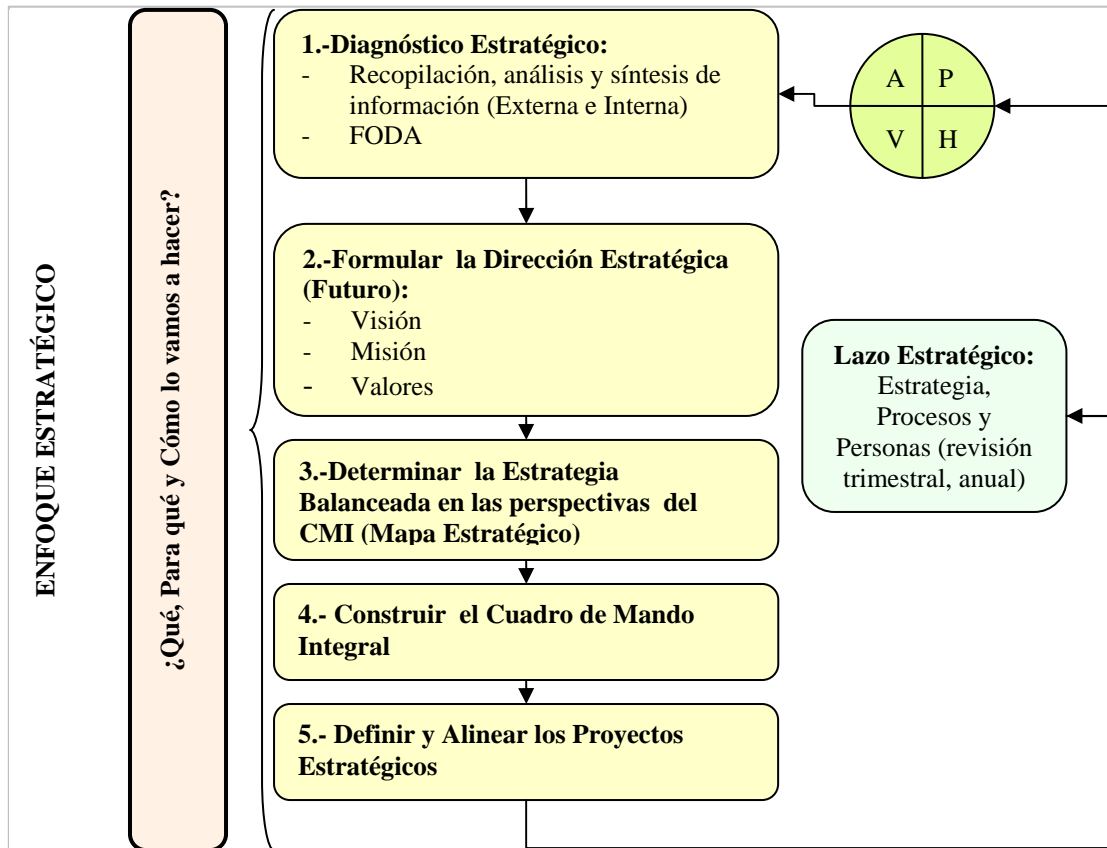 ENFOQUE ESTRATÉGICO
¿Qué, Para qué y Cómo lo vamos a hacer?
1.-Diagnóstico Estratégico:
- Recopilación, análisis y síntesis de
información (Externa e Interna)
- FODA
A P
V H
2.-Formular la Dirección Estratégica
(Futuro):
- Visión
- Misión
- Valores
Lazo Estratégico:
Estrategia,
Procesos y
Personas (revisión
trimestral, anual)
3.-Determinar la Estrategia
Balanceada en las perspectivas del
CMI (Mapa Estratégico)
4.- Construir el Cuadro de Mando
Integral
5.- Definir y Alinear los Proyectos
Estratégicos